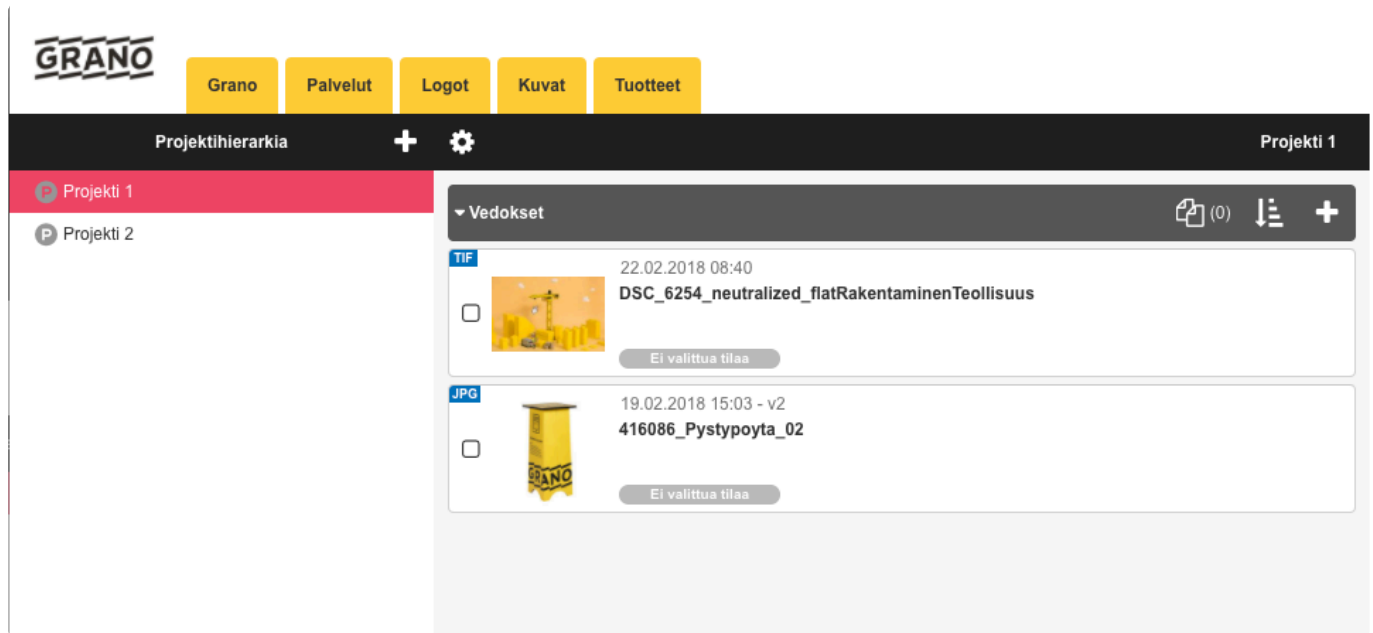 GRANO
Grano Palvelut Logot Kuvat Tuotteet
Projektihierarkia Projekti 1
P Projekti 1
P Projekti 2
Vedokset (0)
TIF
22.02.2018 08:40
DSC_6254_neutralized_flatRakentaminenTeollisuus
Ei valittua tilaa
JPG
19.02.2018 15:03 - v2
416086_Pystypoyta_02
GRANO
Ei valittua tilaa